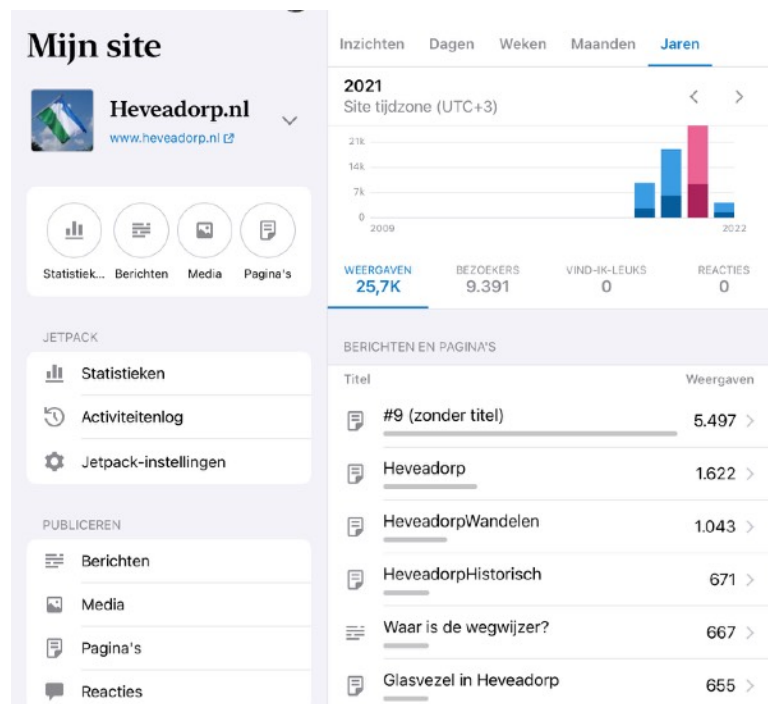 Mijn site
Heveadorp.nl
www.heveadorp.nl
Statistiek... Berichten Media Pagina's
JETPACK
Statistieken
Activiteitenlog
Jetpack-instellingen
PUBLICEREN
Berichten
Media
Pagina's
Reacties
Inzichten Dagen Weken Maanden Jaren
2021
Site tijdzone (UTC+3)
21k
14k
7k
0
2009 2022
WEERGAVEN BEZOEKERS VIND-IK-LEUKS REACTIES
25,7K 9.391 0 0
BERICHTEN EN PAGINA'S
Titel Weergaven
#9 (zonder titel) 5.497
Heveadorp 1.622
HeveadorpWandelen 1.043
HeveadorpHistorisch 671
Waar is de wegwijzer? 667
Glasvezel in Heveadorp 655